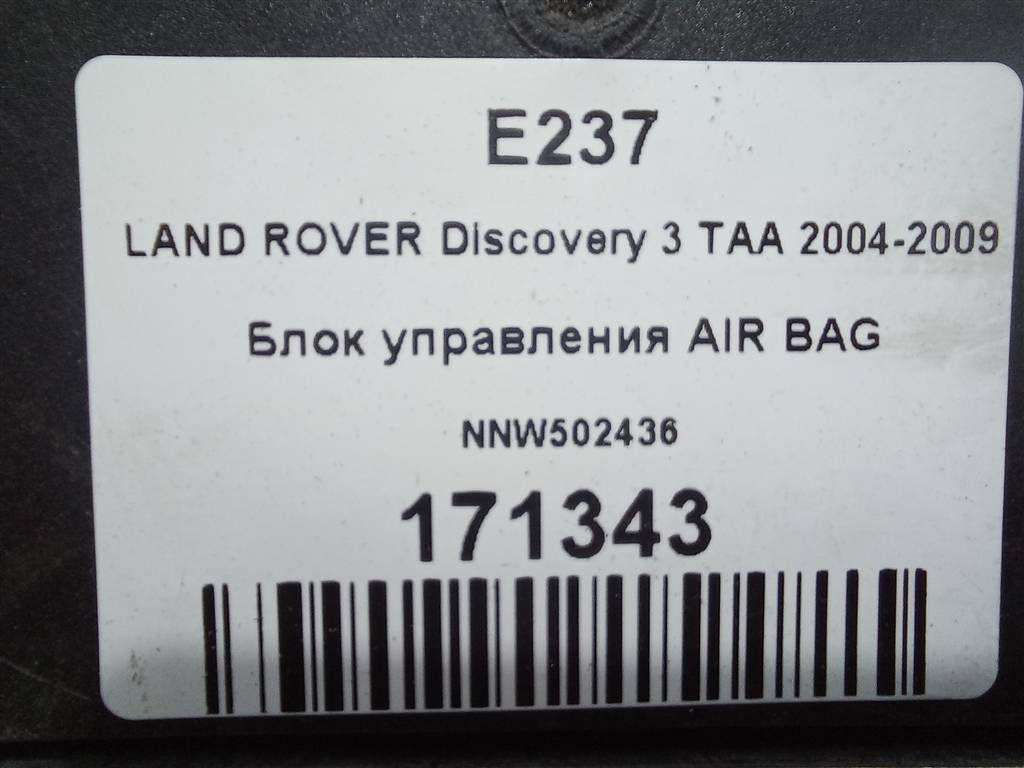 E237
LAND ROVER Discovery 3 TAA 2004-2009
Блок управления AIR BAG
NNW502436
171343